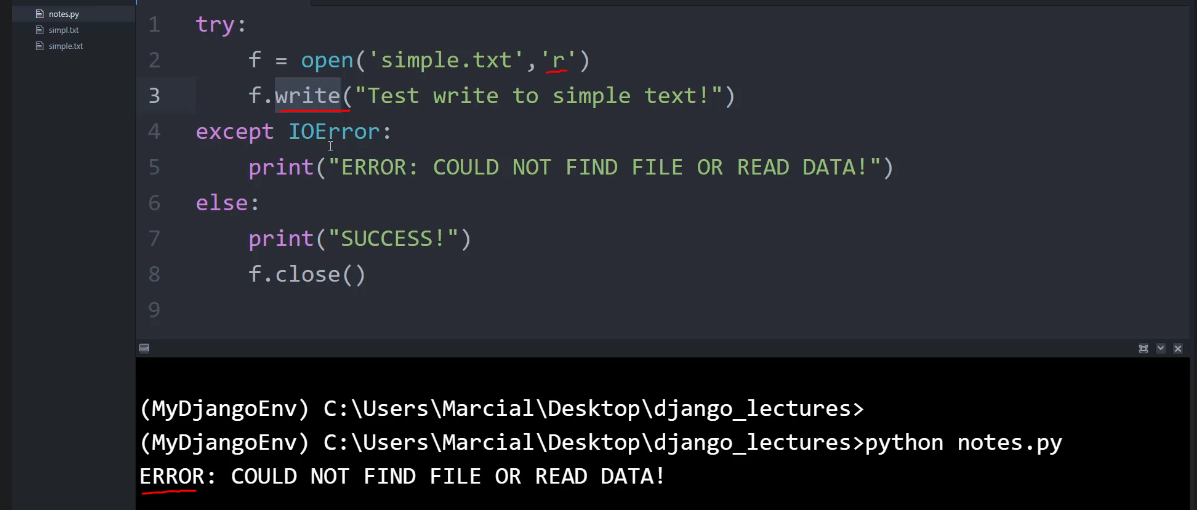 notes.py
simpl.txt
simple.txt
1 try:
2     f = open('simple.txt','r')
3     f.write("Test write to simple text!")
4 except IOError:
5     print("ERROR: COULD NOT FIND FILE OR READ DATA!")
6 else:
7     print("SUCCESS!")
8     f.close()
9
(MyDjangoEnv) C:\Users\Marcial\Desktop\django_lectures>
(MyDjangoEnv) C:\Users\Marcial\Desktop\django_lectures>python notes.py
ERROR: COULD NOT FIND FILE OR READ DATA!